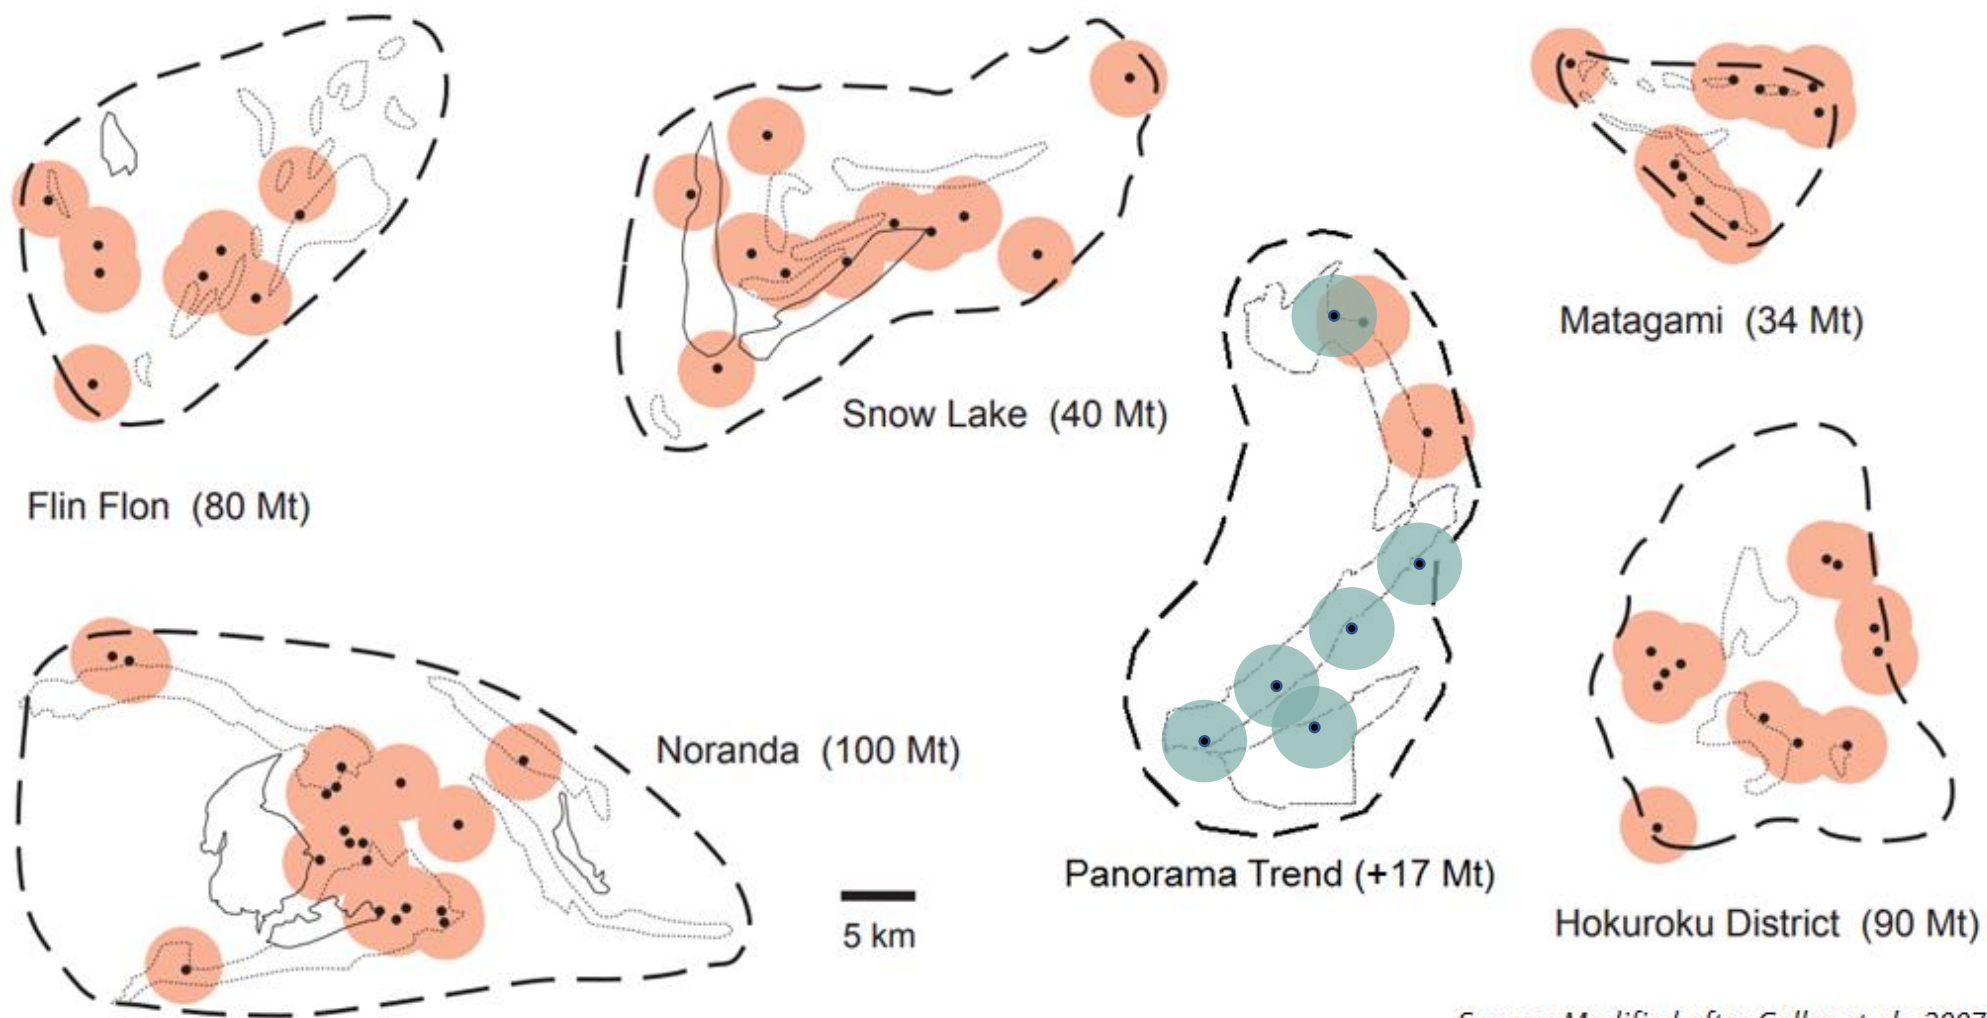 Matagami (34 Mt)
Snow Lake (40 Mt)
Flin Flon (80 Mt)
Noranda (100 Mt)
Panorama Trend (+17 Mt)
5 km
Hokuroku District (90 Mt)